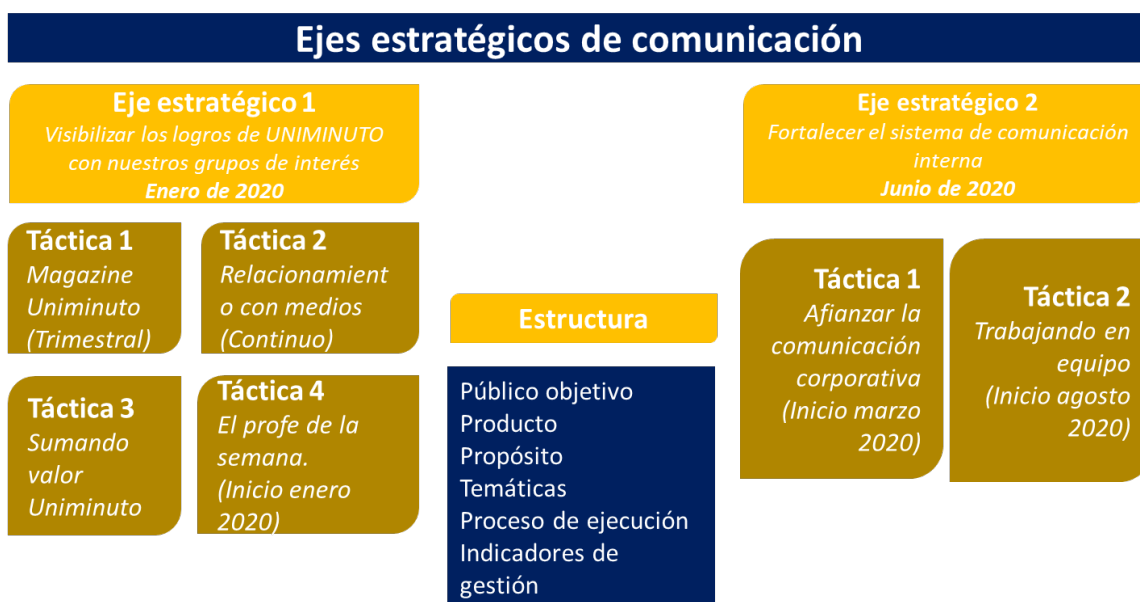 Ejes estratégicos de comunicación
Eje estratégico 1
Visibilizar los logros de UNIMINUTO
con nuestros grupos de interés
Enero de 2020
Táctica 1
Magazine
Uniminuto
(Trimestral)
Táctica 2
Relacionamient
o con medios
(Continuo)
Táctica 3
Sumando
valor
Uniminuto
Táctica 4
El profe de la
semana.
(Inicio enero
2020)
Estructura
Público objetivo
Producto
Propósito
Temáticas
Proceso de ejecución
Indicadores de
gestión
Eje estratégico 2
Fortalecer el sistema de comunicación
interna
Junio de 2020
Táctica 1
Afianzar la
comunicación
corporativa
(Inicio marzo
2020)
Táctica 2
Trabajando en
equipo
(Inicio agosto
2020)